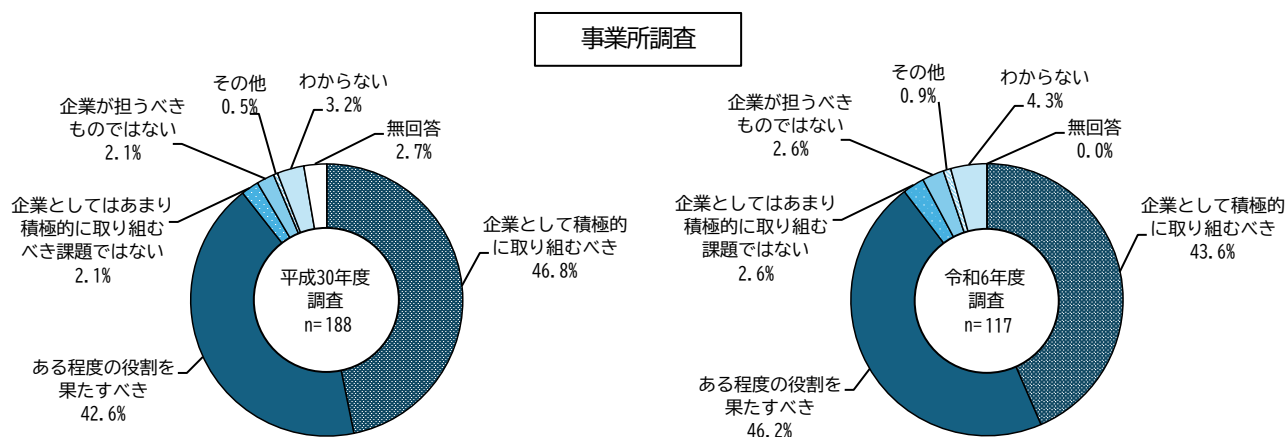 事業所調査
その他
0.5%
わからない
3.2%
企業が担うべき
ものではない
2.1%
無回答
2.7%
企業としてはあまり
積極的に取り組む
べき課題ではない
2.1%
企業として積極的
に取り組むべき
46.8%
平成30年度
調査
n=188
ある程度の役割を
果たすべき
42.6%
その他
0.9%
わからない
4.3%
企業が担うべき
ものではない
2.6%
無回答
0.0%
企業としてはあまり
積極的に取り組む
課題ではない
2.6%
企業として積極的
に取り組むべき
43.6%
令和6年度
調査
n=117
ある程度の役割を
果たすべき
46.2%